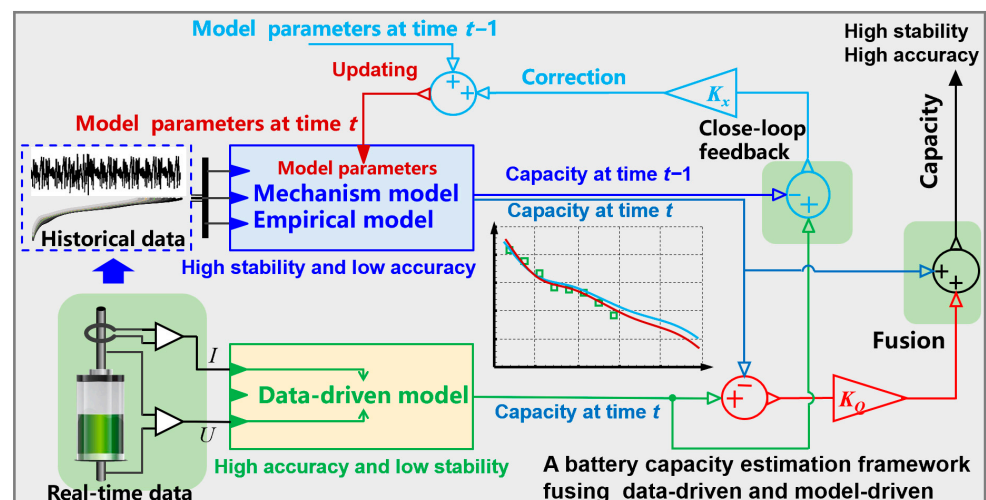 Model parameters at time t−1
High stability
High accuracy
Updating
+
+
Correction
Kx
Capacity
Model parameters at time t
Close-loop
feedback
Model parameters
Mechanism model
Empirical model
Capacity at time t−1
−
+
Capacity at time t
Historical data
High stability and low accuracy
+
+
Fusion
I
Data-driven model
U
Capacity at time t
−
+
KQ
High accuracy and low stability
Real-time data
A battery capacity estimation framework
fusing data-driven and model-driven